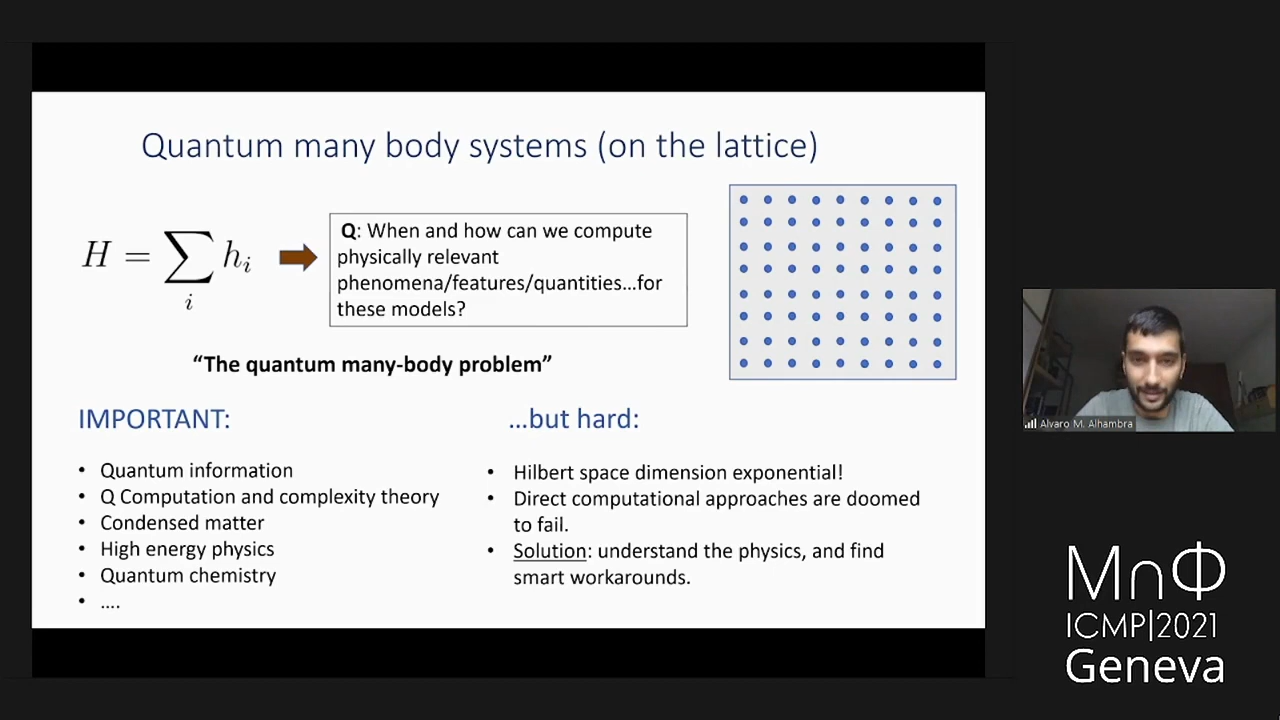 Quantum many body systems (on the lattice)
H = ∑ hᵢ
i
Q: When and how can we compute
physically relevant
phenomena/features/quantities...for
these models?
“The quantum many-body problem”
IMPORTANT:
• Quantum information
• Q Computation and complexity theory
• Condensed matter
• High energy physics
• Quantum chemistry
• ....
...but hard:
• Hilbert space dimension exponential!
• Direct computational approaches are doomed
to fail.
• Solution: understand the physics, and find
smart workarounds.
Alvaro M. Alhambra
M∩Φ
ICMP|2021
Geneva